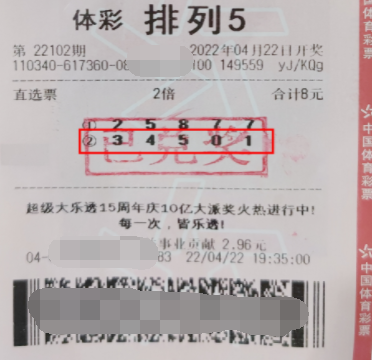 体彩 排列5
第 22102期 2022年04月22日开奖
110340-617360-08 100 149559 yJ/KQg
直选票 2倍 合计8元
① 2 5 8 7 7
② 3 4 5 0 1
已兑奖
超级大乐透15周年庆10亿大派奖火热进行中!
每一次,皆乐透!
事业贡献 2.96元
04- 83 22/04/22 19:35:00
中国体育彩票
中国体育彩票